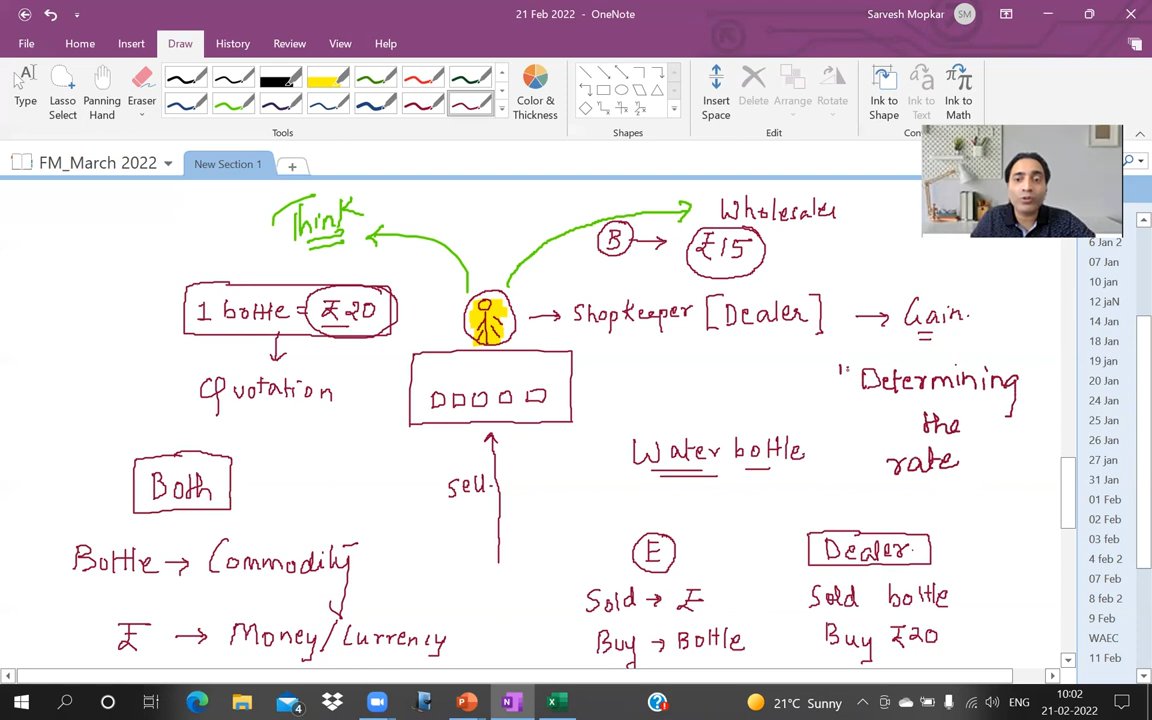 21 Feb 2022 - OneNote
Sarvesh Mopkar
SM
File
Home
Insert
Draw
History
Review
View
Help
Type
Lasso Select
Panning Hand
Eraser
Color & Thickness
Insert Space
Delete
Arrange
Rotate
Ink to Shape
Ink to Text
Ink to Math
Tools
Shapes
Edit
FM_March 2022
New Section 1
Think
Wholesaler
B → ₹15
1 bottle = ₹20
→ Shopkeeper [Dealer] → Gain.
Quotation
" Determining
the
rate
Water bottle
Sell.
Both
Bottle → Commodity
₹ → Money/Currency
E
Sold → ₹
Buy → Bottle
Dealer
Sold bottle
Buy ₹20
6 Jan 2
07 Jan
10 jan
12 jaN
14 Jan
18 Jan
19 jan
20 Jan
24 Jan
25 Jan
26 Jan
27 jan
31 Jan
01 Feb
02 Feb
03 feb
4 feb 2
07 Feb
8 feb 2
9 Feb
WAEC
11 Feb
4
21°C Sunny
ENG
10:02
21-02-2022